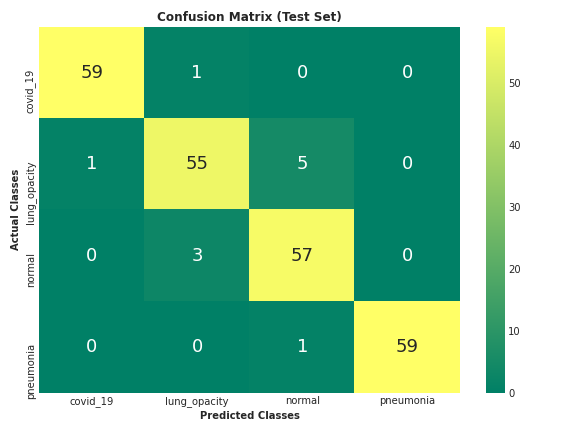 Confusion Matrix (Test Set)
Actual Classes
covid_19
59 1 0 0
lung_opacity
1 55 5 0
normal
0 3 57 0
pneumonia
0 0 1 59
covid_19 lung_opacity normal pneumonia
Predicted Classes
50
40
30
20
10
0